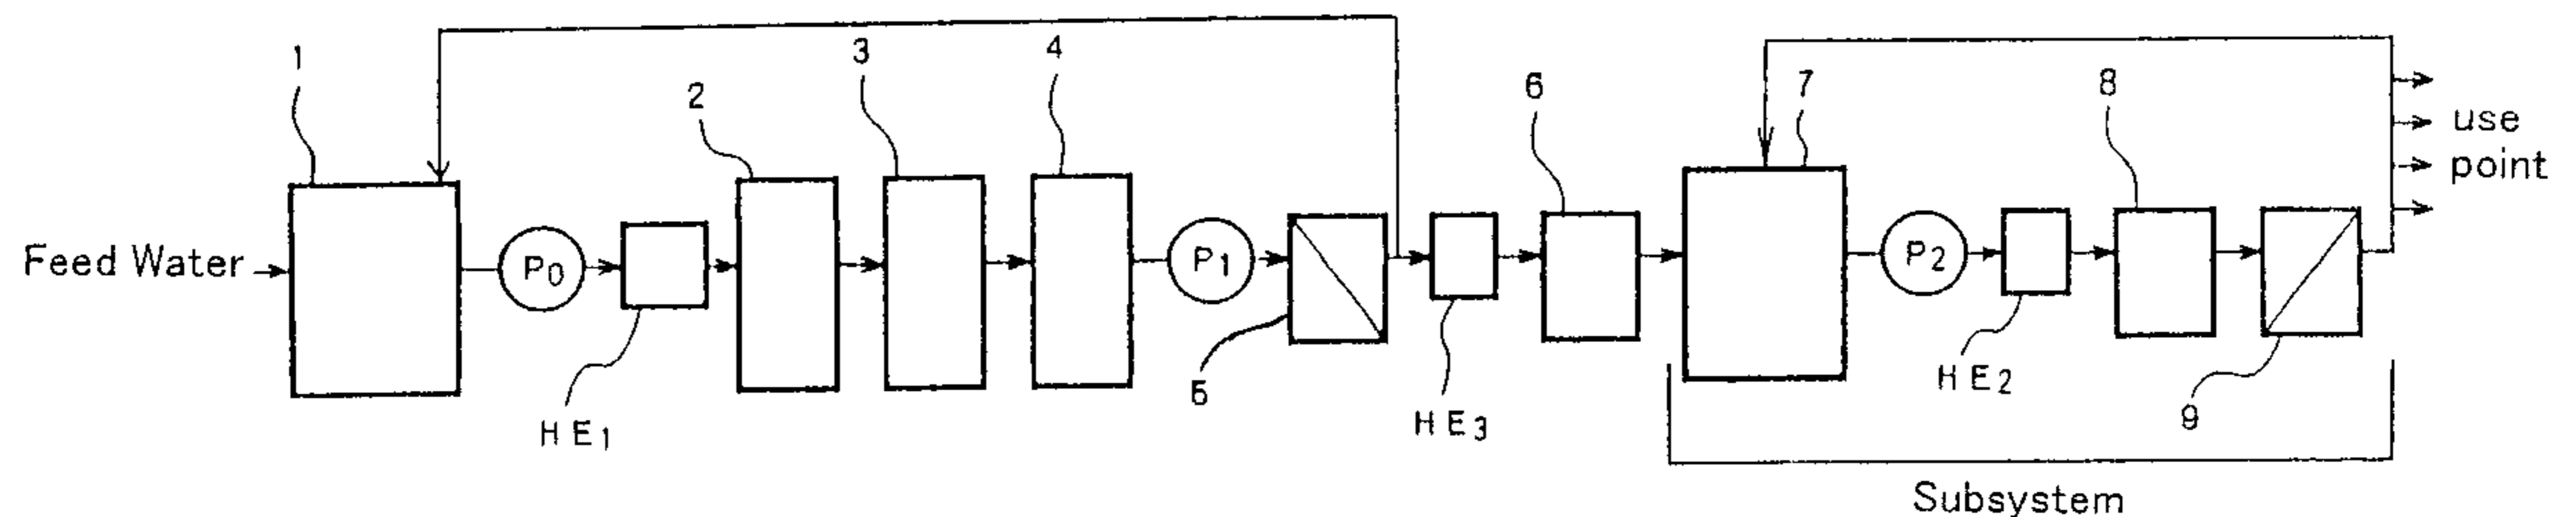 1
2
3
4
6
7
8
Feed Water
P0
P1
P2
use
point
HE1
5
HE3
HE2
9
Subsystem